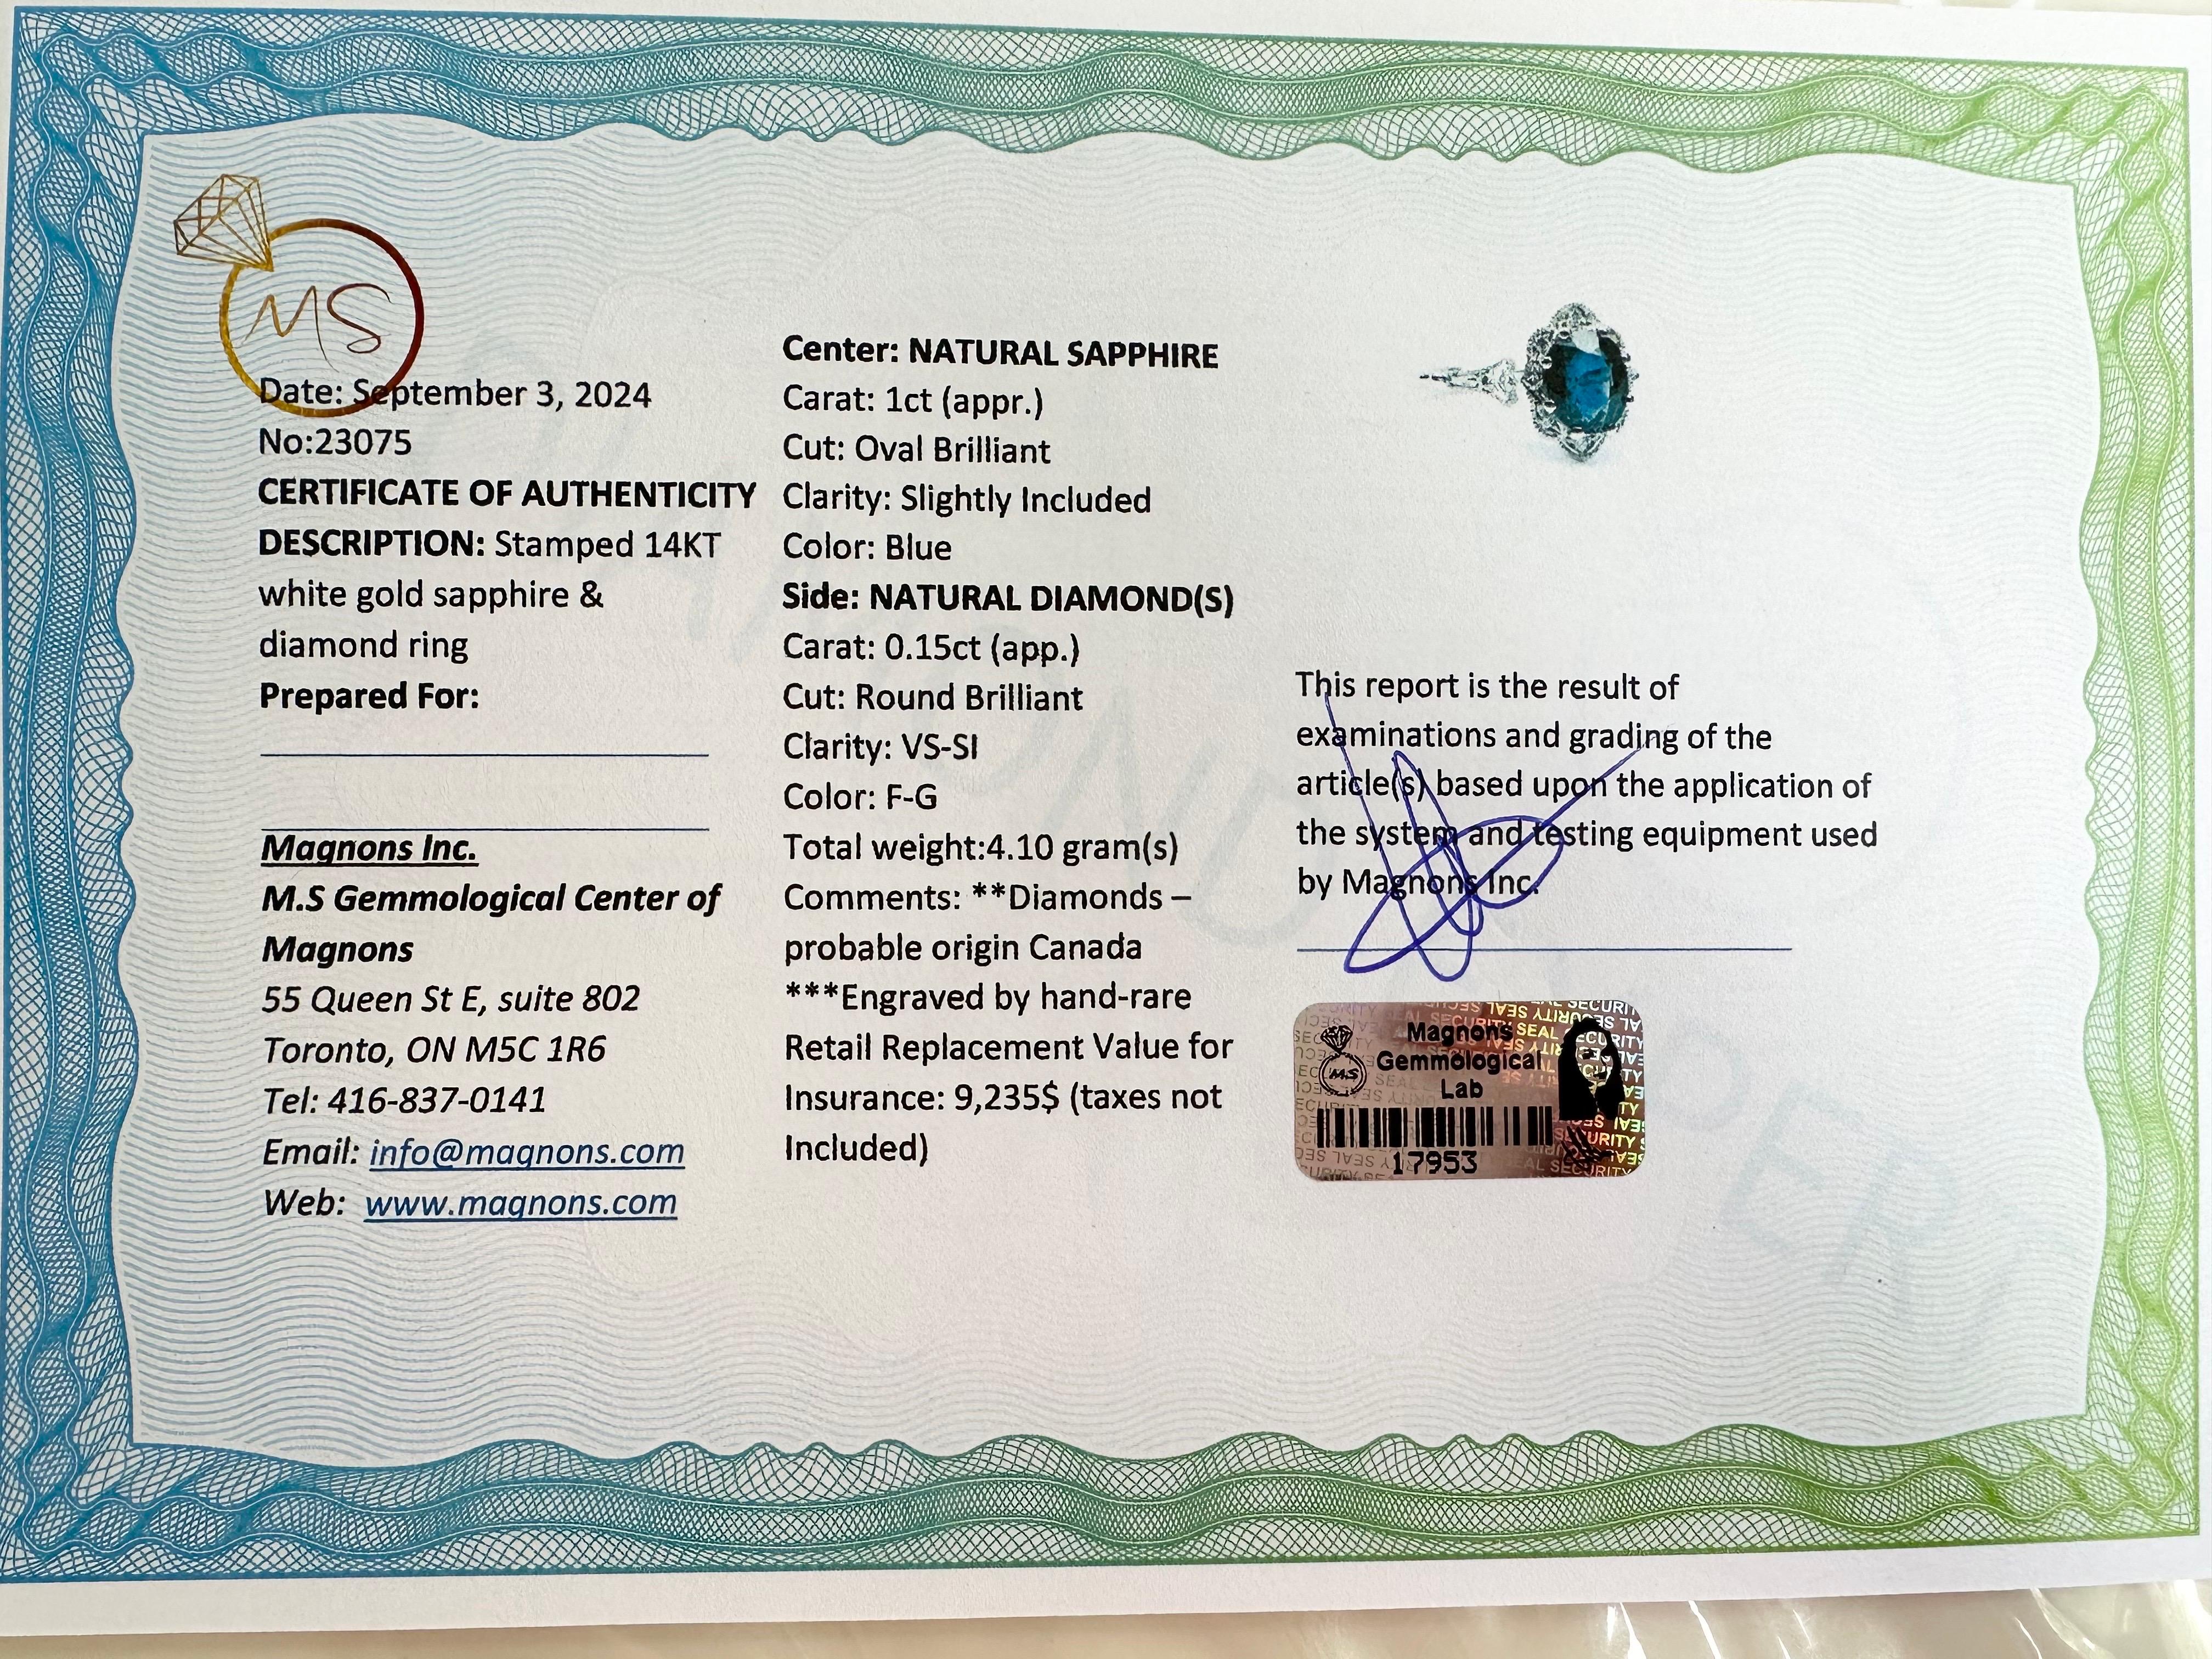 MS
Date: September 3, 2024
No:23075
CERTIFICATE OF AUTHENTICITY
DESCRIPTION: Stamped 14KT
white gold sapphire &
diamond ring
Prepared For:
Magnons Inc.
M.S Gemmological Center of
Magnons
55 Queen St E, suite 802
Toronto, ON M5C 1R6
Tel: 416-837-0141
Email: info@magnons.com
Web: www.magnons.com
Center: NATURAL SAPPHIRE
Carat: 1ct (appr.)
Cut: Oval Brilliant
Clarity: Slightly Included
Color: Blue
Side: NATURAL DIAMOND(S)
Carat: 0.15ct (app.)
Cut: Round Brilliant
Clarity: VS-SI
Color: F-G
Total weight:4.10 gram(s)
Comments: **Diamonds –
probable origin Canada
***Engraved by hand-rare
Retail Replacement Value for
Insurance: 9,235$ (taxes not
Included)
This report is the result of
examinations and grading of the
article(s) based upon the application of
the system and testing equipment used
by Magnons Inc.
Magnons
Gemmological
Lab
MS
17953
SECURITY SEAL